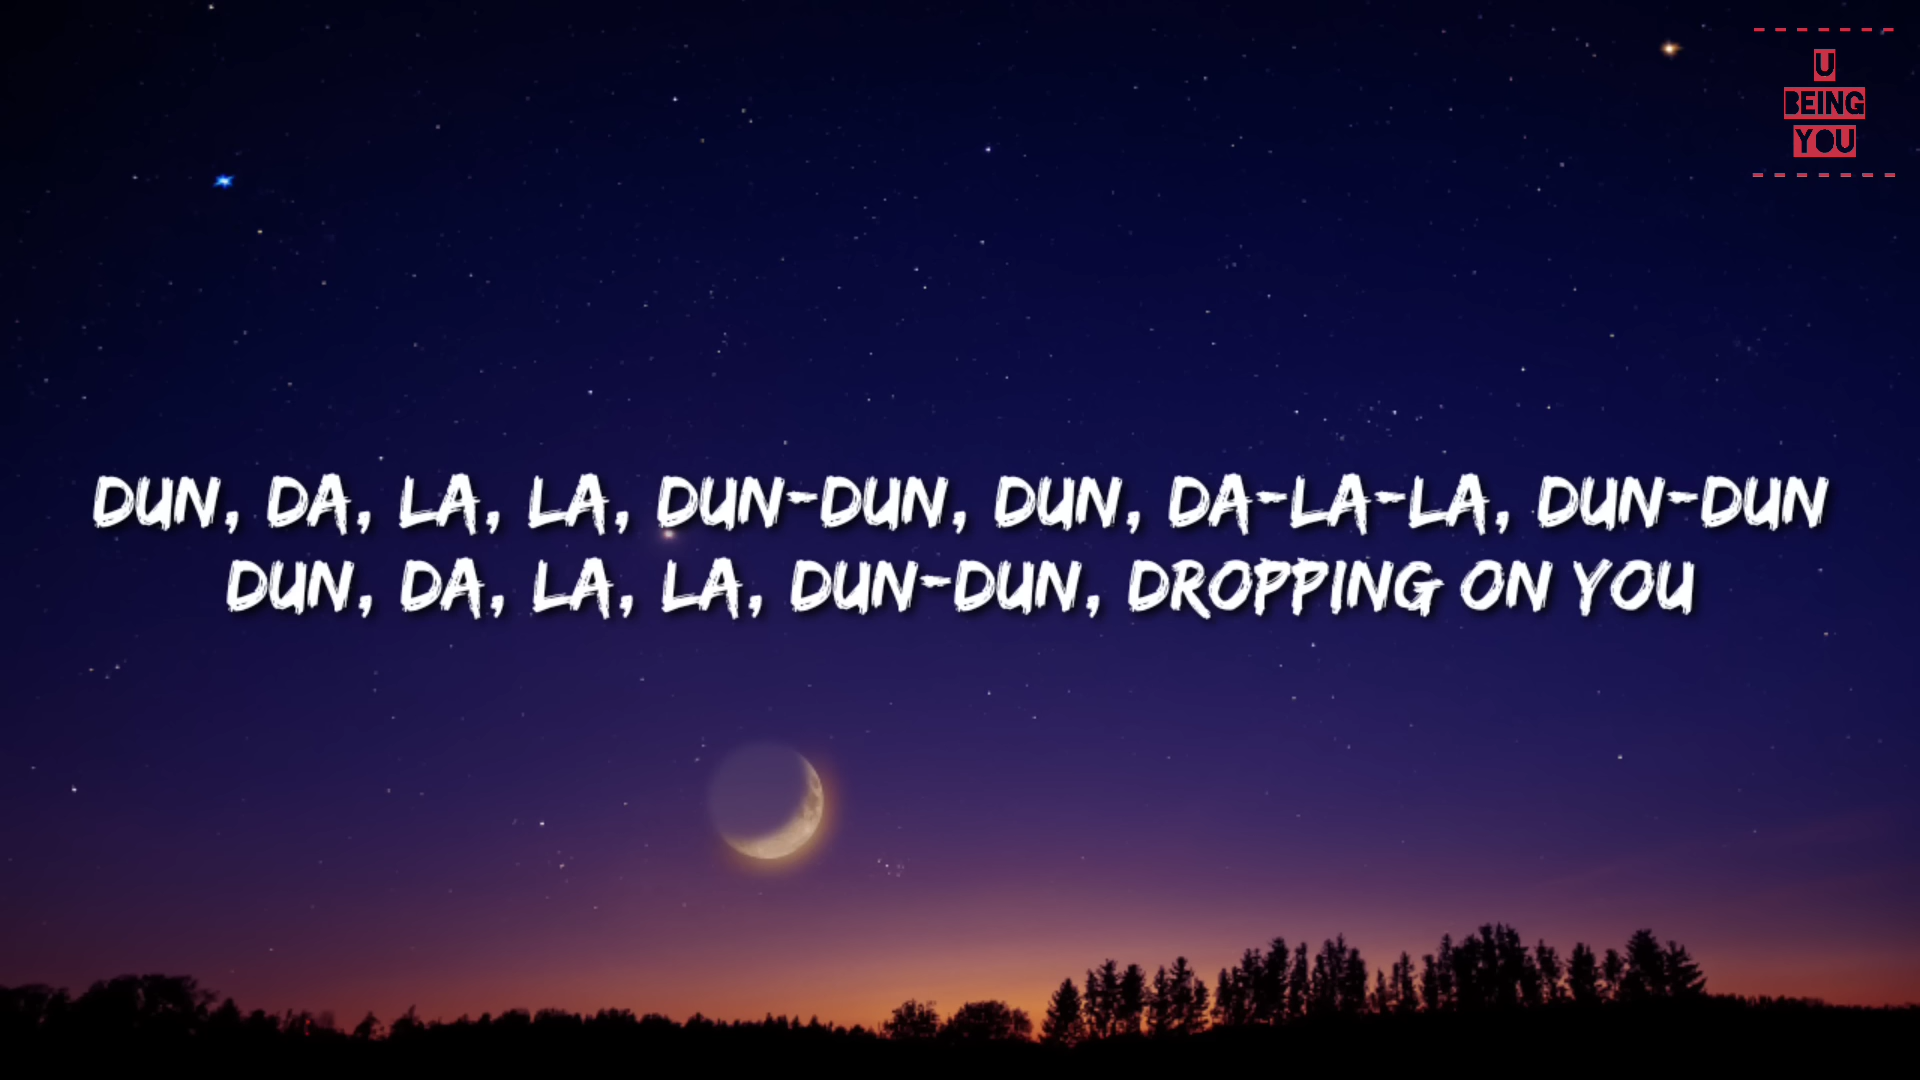 U
BEING
YOU
DUN, DA, LA, LA, DUN-DUN, DUN, DA-LA-LA, DUN-DUN
DUN, DA, LA, LA, DUN-DUN, DROPPING ON YOU